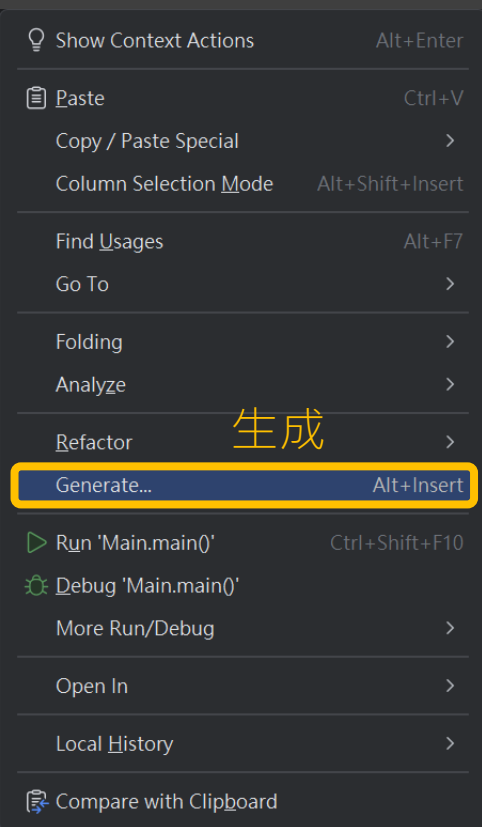 Show Context Actions Alt+Enter
Paste Ctrl+V
Copy / Paste Special
Column Selection Mode Alt+Shift+Insert
Find Usages Alt+F7
Go To
Folding
Analyze
生成
Refactor
Generate... Alt+Insert
Run 'Main.main()' Ctrl+Shift+F10
Debug 'Main.main()'
More Run/Debug
Open In
Local History
Compare with Clipboard